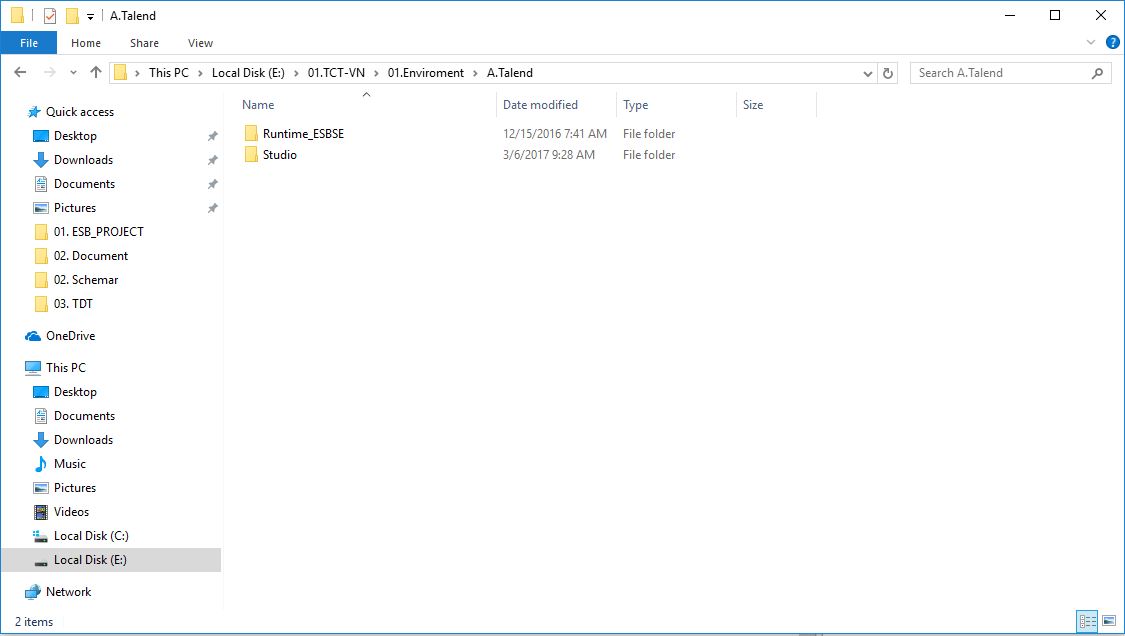 A.Talend
File Home Share View
This PC > Local Disk (E:) > 01.TCT-VN > 01.Enviroment > A.Talend
Search A.Talend
Quick access
Desktop
Downloads
Documents
Pictures
01. ESB_PROJECT
02. Document
02. Schemar
03. TDT
OneDrive
This PC
Desktop
Documents
Downloads
Music
Pictures
Videos
Local Disk (C:)
Local Disk (E:)
Network
Name Date modified Type Size
Runtime_ESBSE 12/15/2016 7:41 AM File folder
Studio 3/6/2017 9:28 AM File folder
2 items